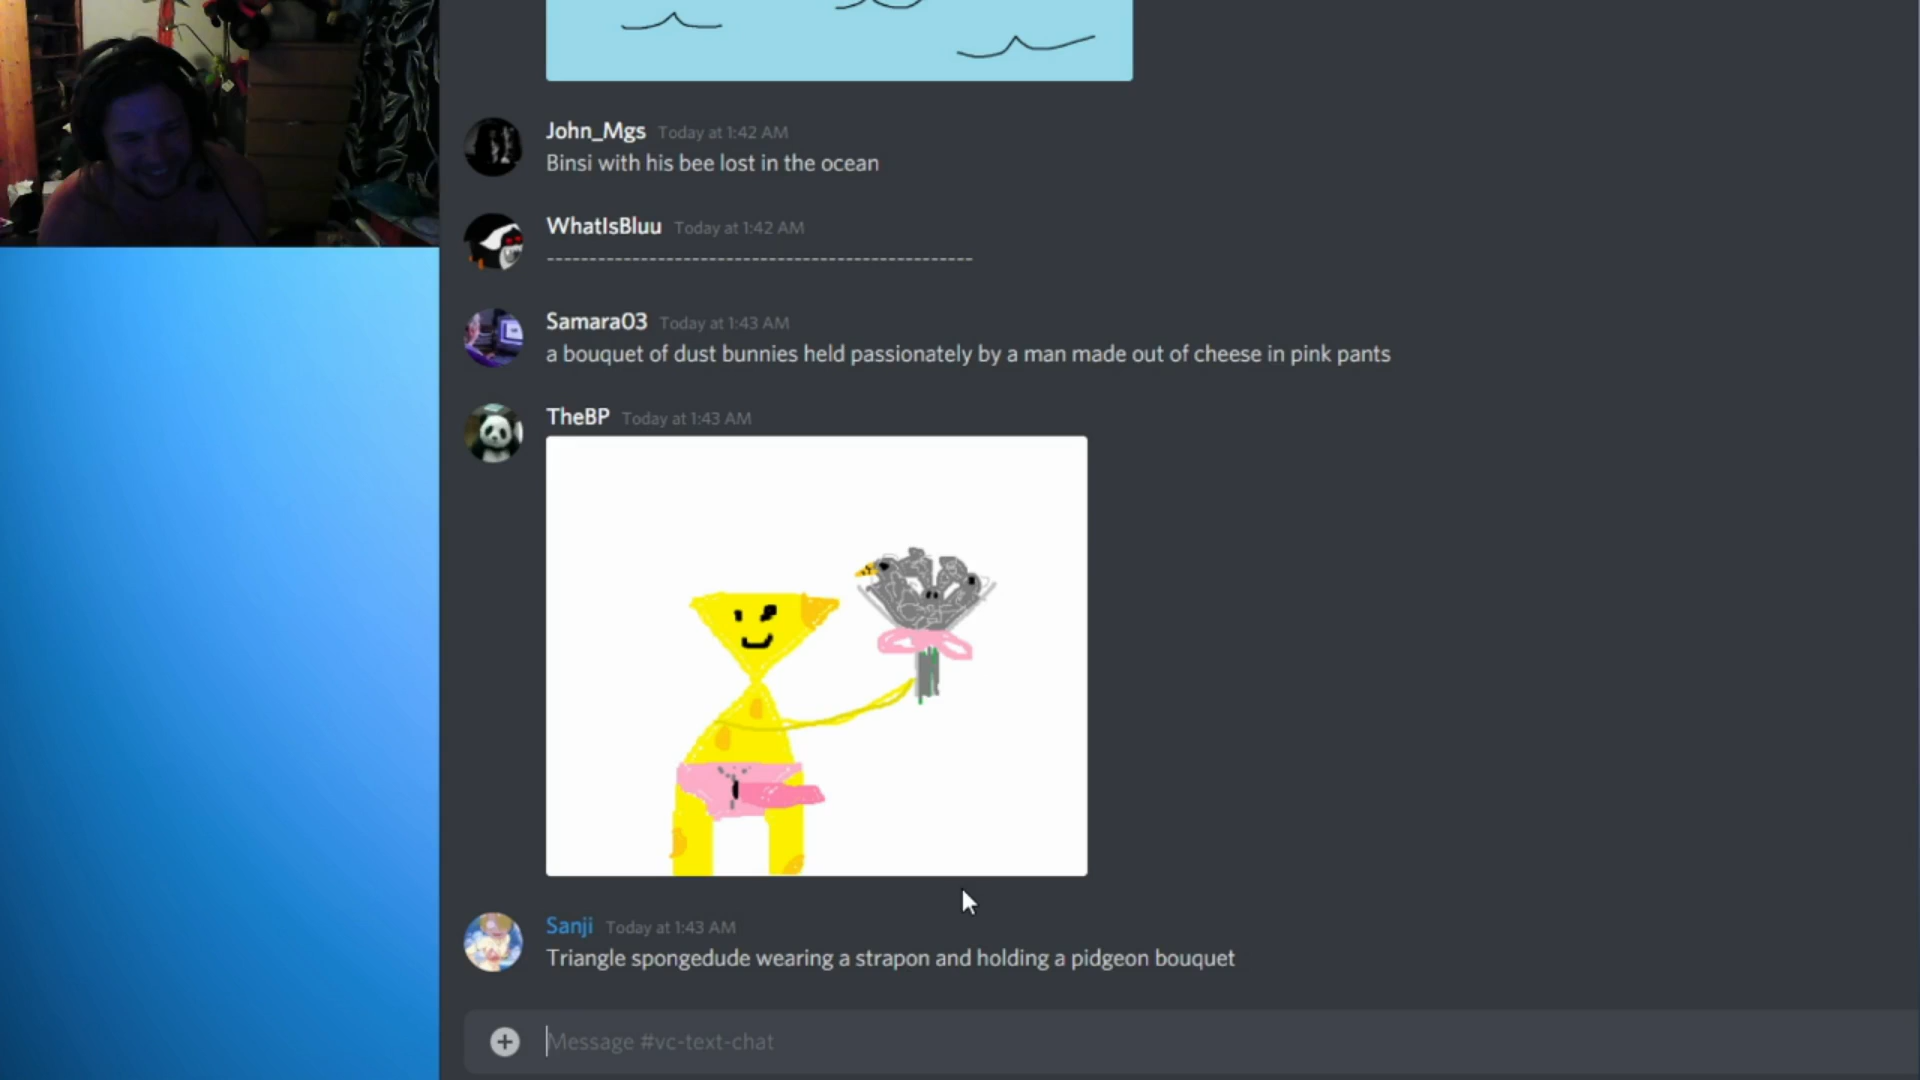 John_Mgs Today at 1:42 AM
Binsi with his bee lost in the ocean
WhatIsBluu Today at 1:42 AM
--------------------------------------------------
Samara03 Today at 1:43 AM
a bouquet of dust bunnies held passionately by a man made out of cheese in pink pants
TheBP Today at 1:43 AM
Sanji Today at 1:43 AM
Triangle spongedude wearing a strapon and holding a pidgeon bouquet
Message #vc-text-chat